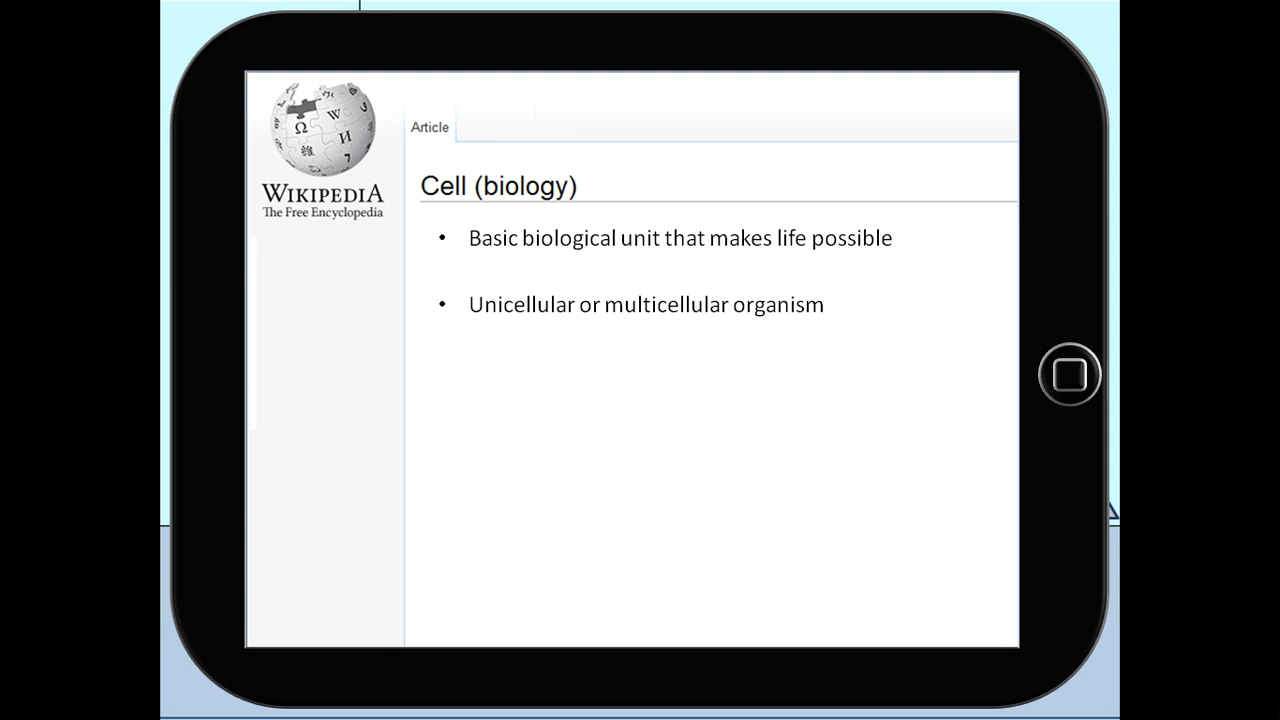 WIKIPEDIA
The Free Encyclopedia
Article
Cell (biology)
• Basic biological unit that makes life possible
• Unicellular or multicellular organism